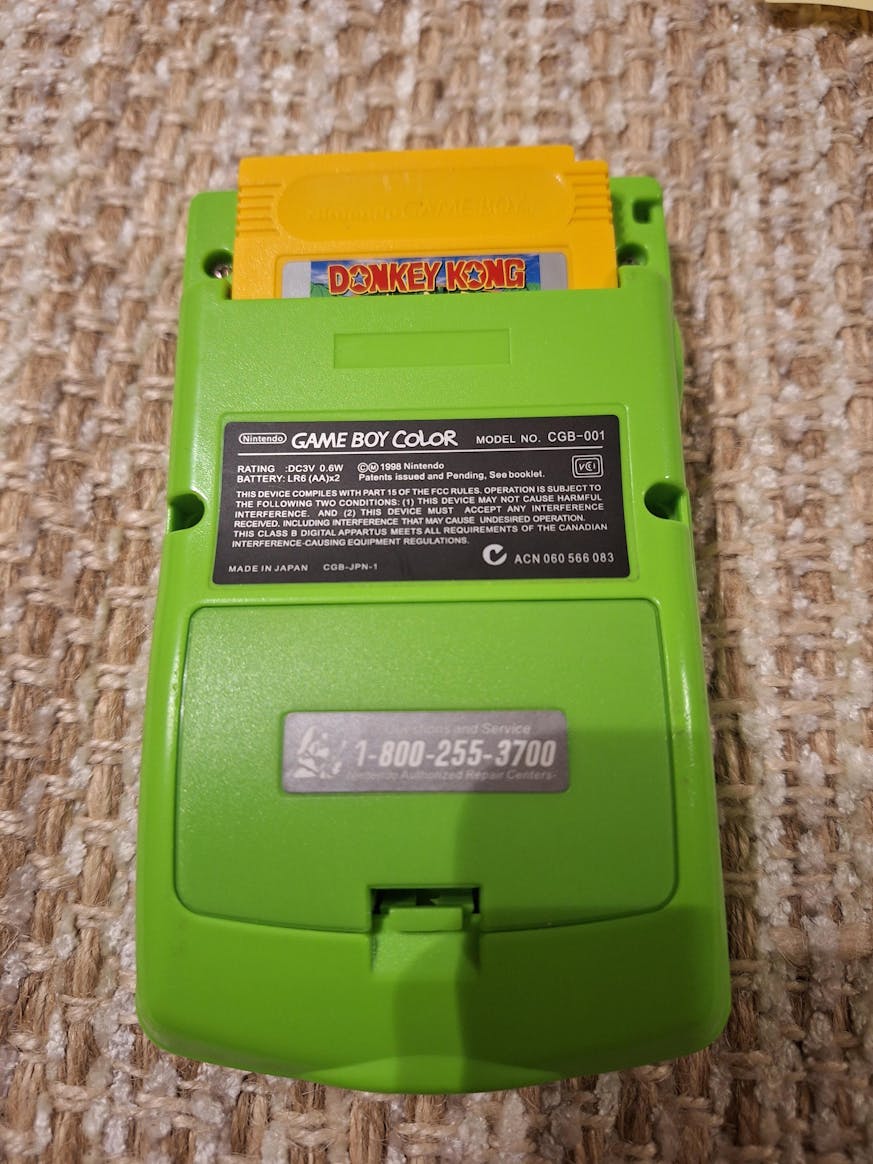 Nintendo GAME BOY
DONKEY KONG
Nintendo GAME BOY COLOR MODEL NO. CGB-001
RATING :DC3V 0.6W ©Ⓜ1998 Nintendo
BATTERY: LR6 (AA)x2 Patents issued and Pending, See booklet.
VCI
THIS DEVICE COMPILES WITH PART 15 OF THE FCC RULES. OPERATION IS SUBJECT TO
THE FOLLOWING TWO CONDITIONS: (1) THIS DEVICE MAY NOT CAUSE HARMFUL
INTERFERENCE. AND (2) THIS DEVICE MUST ACCEPT ANY INTERFERENCE
RECEIVED. INCLUDING INTERFERENCE THAT MAY CAUSE UNDESIRED OPERATION.
THIS CLASS B DIGITAL APPARTUS MEETS ALL REQUIREMENTS OF THE CANADIAN
INTERFERENCE-CAUSING EQUIPMENT REGULATIONS.
ACN 060 566 083
MADE IN JAPAN CGB-JPN-1
Questions and Service
1-800-255-3700
Nintendo Authorized Repair Centers-